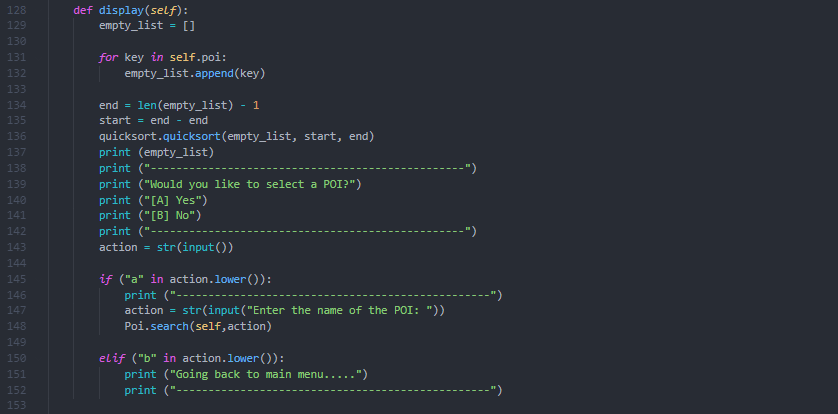 128 def display(self):
129 empty_list = []
130
131 for key in self.poi:
132 empty_list.append(key)
133
134 end = len(empty_list) - 1
135 start = end - end
136 quicksort.quicksort(empty_list, start, end)
137 print (empty_list)
138 print ("-------------------------------------------------")
139 print ("Would you like to select a POI?")
140 print ("[A] Yes")
141 print ("[B] No")
142 print ("-------------------------------------------------")
143 action = str(input())
144
145 if ("a" in action.lower()):
146 print ("-------------------------------------------------")
147 action = str(input("Enter the name of the POI: "))
148 Poi.search(self,action)
149
150 elif ("b" in action.lower()):
151 print ("Going back to main menu.....")
152 print ("-------------------------------------------------")
153